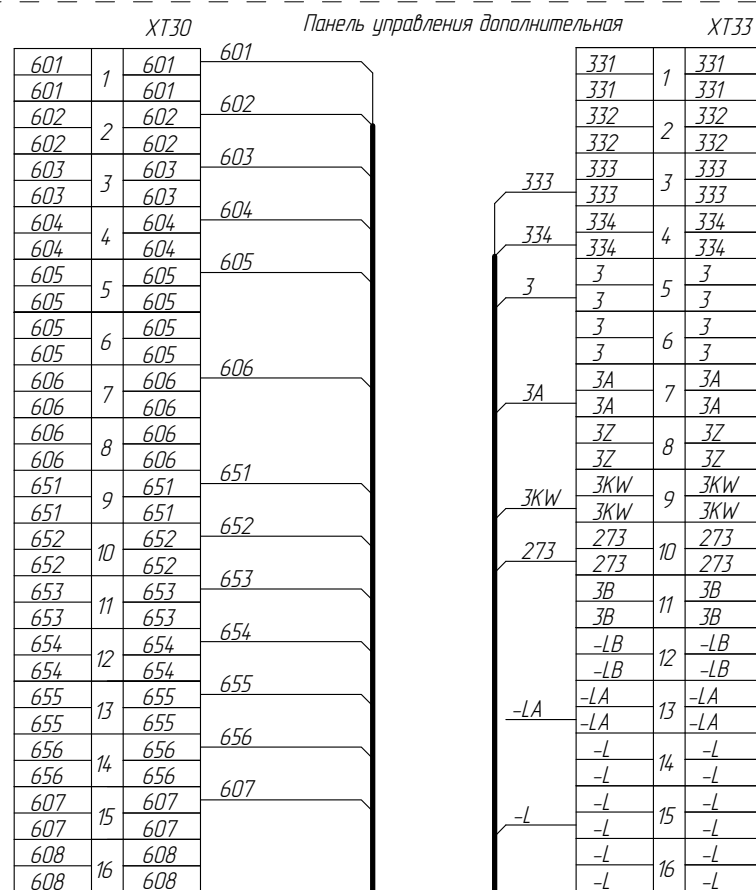 XT30 Панель управления дополнительная XT33
601 1 601 601 331 1 331
601 601 331 331
602 2 602 602 332 2 332
602 602 332 332
603 3 603 603 333 3 333
603 603 333 333 333
604 4 604 604 334 4 334
604 604 334 334 334
605 5 605 605 3 5 3
605 605 3 3 3
605 6 605 3 6 3
605 605 3 3
606 7 606 606 3A 7 3A
606 606 3A 3A 3A
606 8 606 3Z 8 3Z
606 606 3Z 3Z
651 9 651 651 3KW 9 3KW
651 651 3KW 3KW 3KW
652 10 652 652 273 10 273
652 652 273 273 273
653 11 653 653 3B 11 3B
653 653 3B 3B
654 12 654 654 -LB 12 -LB
654 654 -LB -LB
655 13 655 655 -LA 13 -LA
655 655 -LA -LA -LA
656 14 656 656 -L 14 -L
656 656 -L -L
607 15 607 607 -L 15 -L
607 607 -L -L -L
608 16 608 -L 16 -L
608 608 -L -L